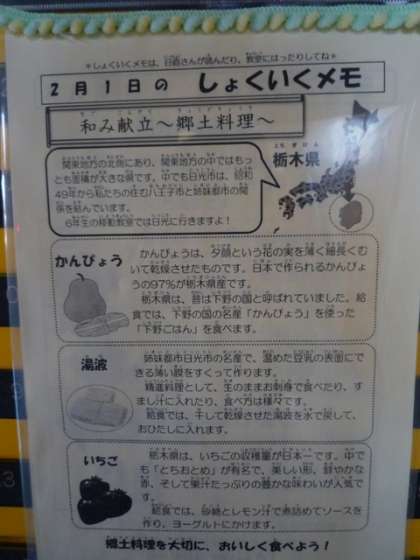 *しょくいくメモは、日直さんが読んだり、教室にはったりしてね*
2月1日の しょくいくメモ
和み献立~郷土料理~
栃木県
とちぎけん
関東地方の北側にあり、関東地方の中ではもっ
とも面積が大きな県です。中でも日光市は、昭和
49年から私たちの住む八王子市と姉妹都市の関
係を結んでいます。
6年生の移動教室では日光に行きますよ!
かんぴょう
かんぴょうは、夕顔という花の実を薄く細長くむ
いて乾燥させたものです。日本で作られるかんぴょ
うの97%が栃木県産です。
栃木県は、昔は下野の国と呼ばれていました。給
食では、下野の国の名産「かんぴょう」を使った
「下野ごはん」を食べます。
湯波
姉妹都市日光市の名産で、温めた豆乳の表面にで
きる薄い膜をすくって作ります。
精進料理として、生のままお刺身で食べたり、す
まし汁に入れたり、食べ方は様々です。
給食では、干して乾燥させた湯波を水で戻して、
おひたしに入れます。
いちご
栃木県は、いちごの収穫量が日本一です。中で
も「とちおとめ」が有名で、美しい形、鮮やかな
赤、そして果汁たっぷりの豊かな味わいが人気で
す。
給食では、砂糖とレモン汁で煮詰めてソースを
作り、ヨーグルトにかけます。
郷土料理を大切に、おいしく食べよう!